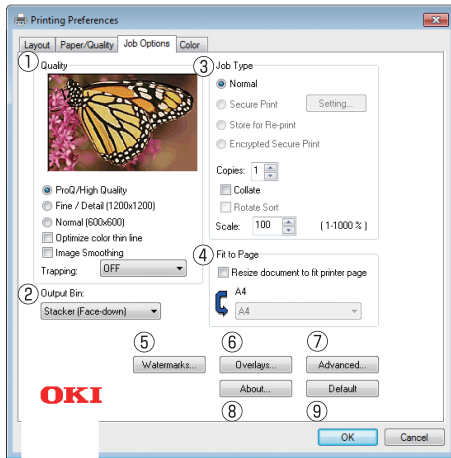 Printing Preferences
Layout Paper/Quality Job Options Color
① Quality
ProQ/High Quality
Fine / Detail (1200x1200)
Normal (600x600)
Optimize color thin line
Image Smoothing
Trapping: OFF
② Output Bin:
Stacker (Face-down)
③ Job Type
Normal
Secure Print Setting...
Store for Re-print
Encrypted Secure Print
Copies: 1
Collate
Rotate Sort
Scale: 100 (1-1000 %)
④ Fit to Page
Resize document to fit printer page
A4
A4
⑤ ⑥ ⑦
Watermarks... Overlays... Advanced...
About... Default
OKI
⑧ ⑨
OK Cancel